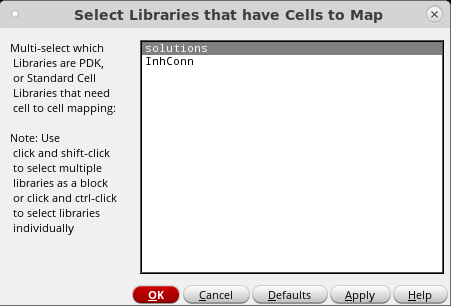 Select Libraries that have Cells to Map
Multi-select which
Libraries are PDK,
or Standard Cell
Libraries that need
cell to cell mapping:
Note: Use
click and shift-click
to select multiple
libraries as a block
or click and ctrl-click
to select libraries
individually
solutions
InhConn
OK Cancel Defaults Apply Help